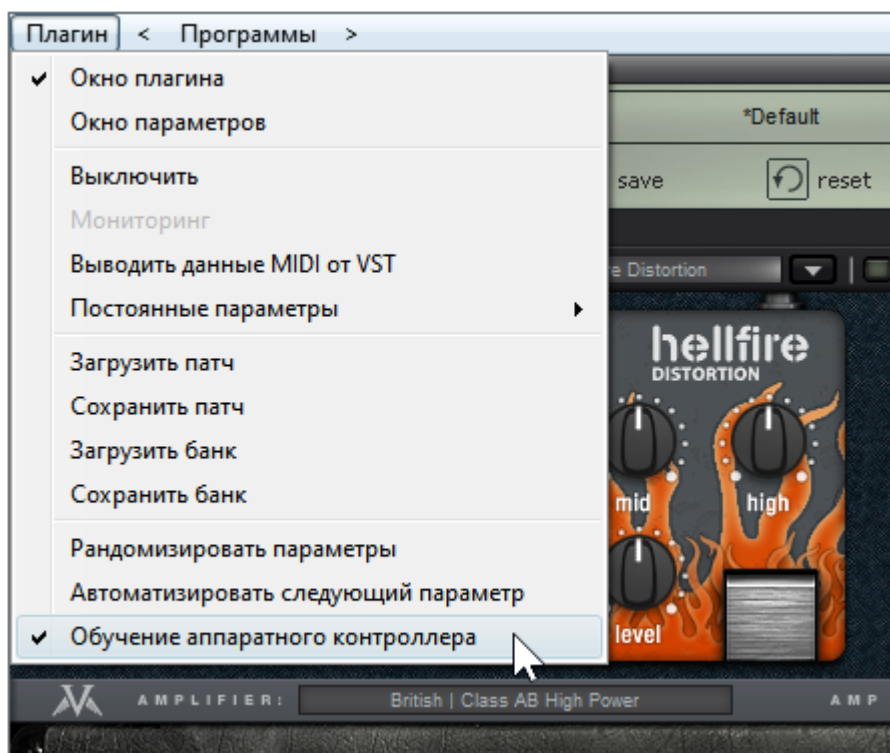 Плагин < Программы >
Окно плагина
Окно параметров
Выключить
Мониторинг
Выводить данные MIDI от VST
Постоянные параметры
Загрузить патч
Сохранить патч
Загрузить банк
Сохранить банк
Рандомизировать параметры
Автоматизировать следующий параметр
Обучение аппаратного контроллера
*Default
save reset
Distortion
hellfire
DISTORTION
mid high
level
AMPLIFIER: British | Class AB High Power AMP